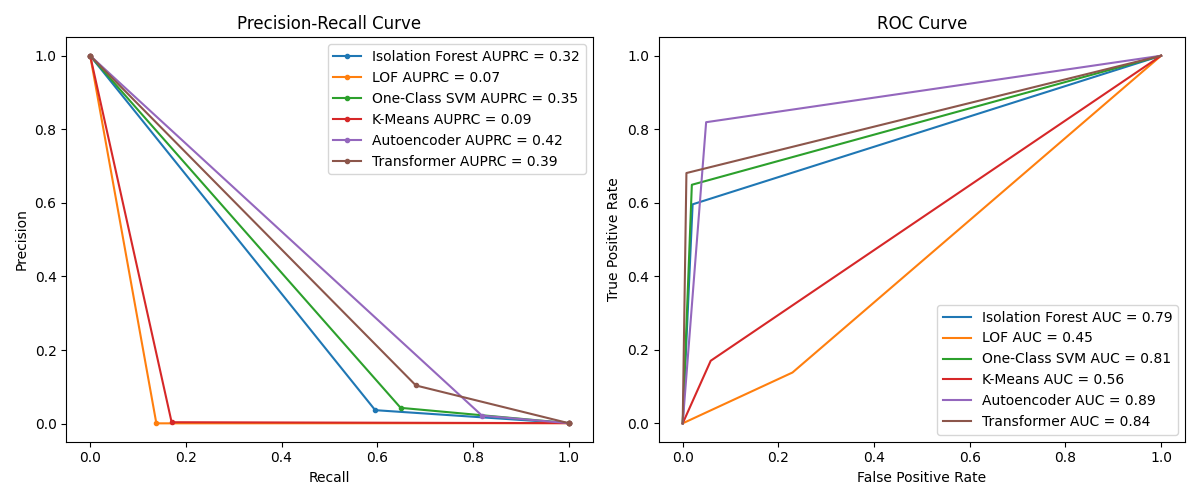 Precision-Recall Curve
1.0
0.8
0.6
0.4
0.2
0.0
Precision
0.0 0.2 0.4 0.6 0.8 1.0
Recall
Isolation Forest AUPRC = 0.32
LOF AUPRC = 0.07
One-Class SVM AUPRC = 0.35
K-Means AUPRC = 0.09
Autoencoder AUPRC = 0.42
Transformer AUPRC = 0.39
ROC Curve
1.0
0.8
0.6
0.4
0.2
0.0
True Positive Rate
0.0 0.2 0.4 0.6 0.8 1.0
False Positive Rate
Isolation Forest AUC = 0.79
LOF AUC = 0.45
One-Class SVM AUC = 0.81
K-Means AUC = 0.56
Autoencoder AUC = 0.89
Transformer AUC = 0.84